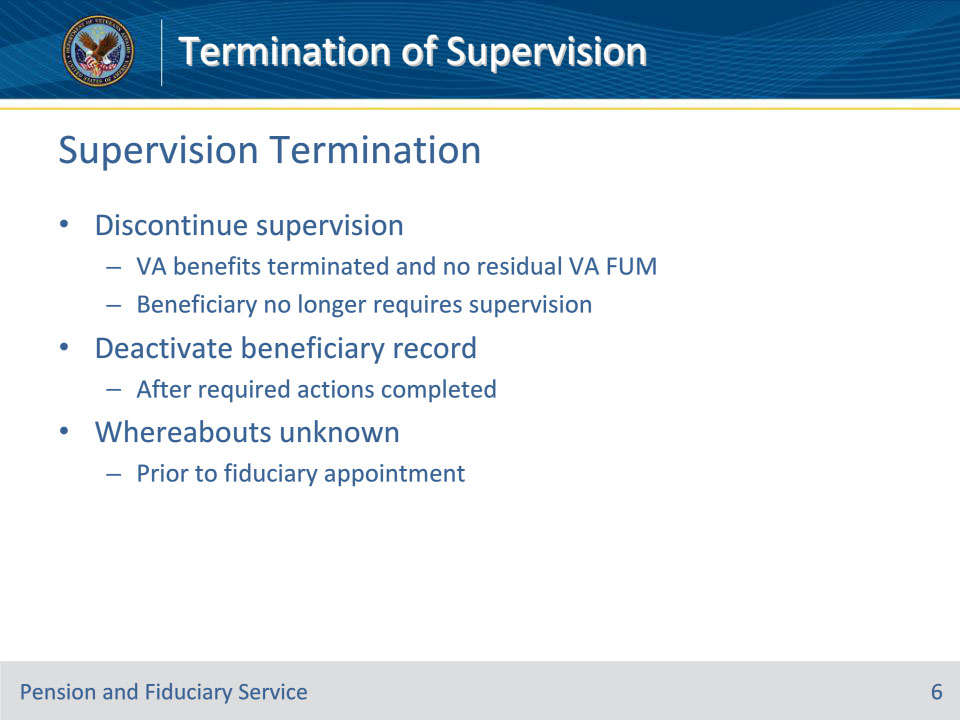 Termination of Supervision
Supervision Termination
• Discontinue supervision
– VA benefits terminated and no residual VA FUM
– Beneficiary no longer requires supervision
• Deactivate beneficiary record
– After required actions completed
• Whereabouts unknown
– Prior to fiduciary appointment
Pension and Fiduciary Service
6